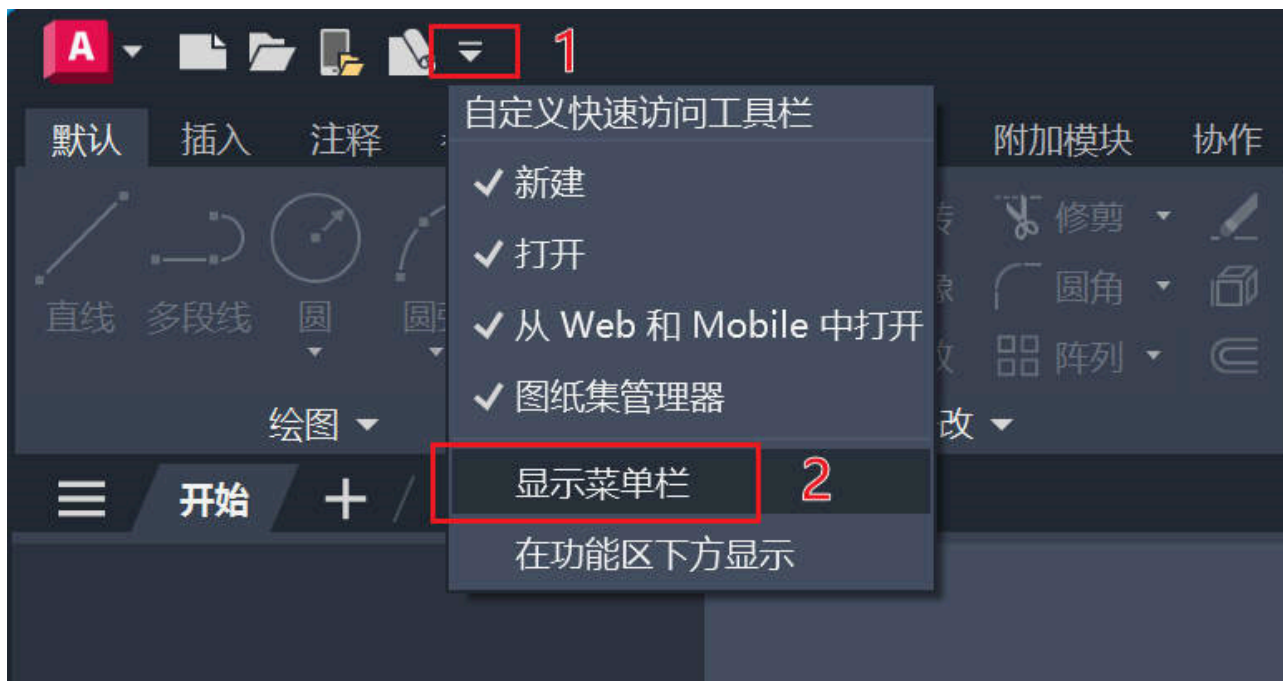 A
1
自定义快速访问工具栏
默认 插入 注释 附加模块 协作
新建
修剪
打开
圆角
直线 多段线 圆 圆弧
从 Web 和 Mobile 中打开
阵列
图纸集管理器
绘图 改
显示菜单栏 2
开始
在功能区下方显示